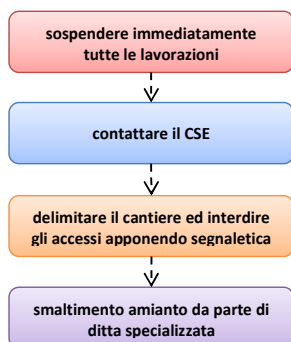 sospendere immediatamente
tutte le lavorazioni
contattare il CSE
delimitare il cantiere ed interdire
gli accessi apponendo segnaletica
smaltimento amianto da parte di
ditta specializzata